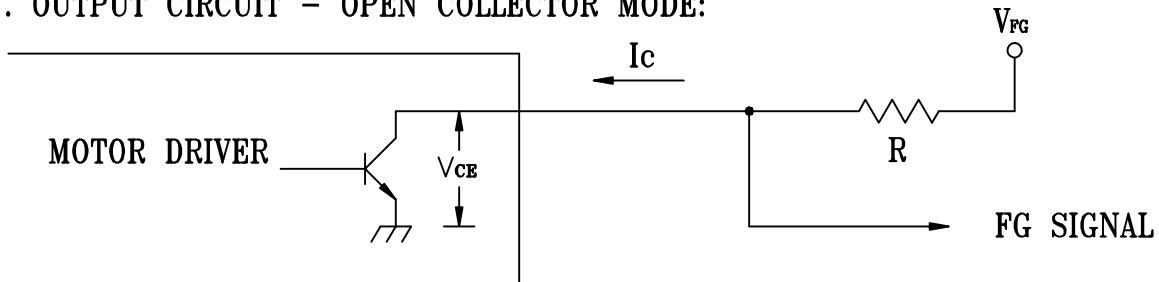 . OUTPUT CIRCUIT - OPEN COLLECTOR MODE:
VFG
Ic
MOTOR DRIVER
VCE
R
FG SIGNAL